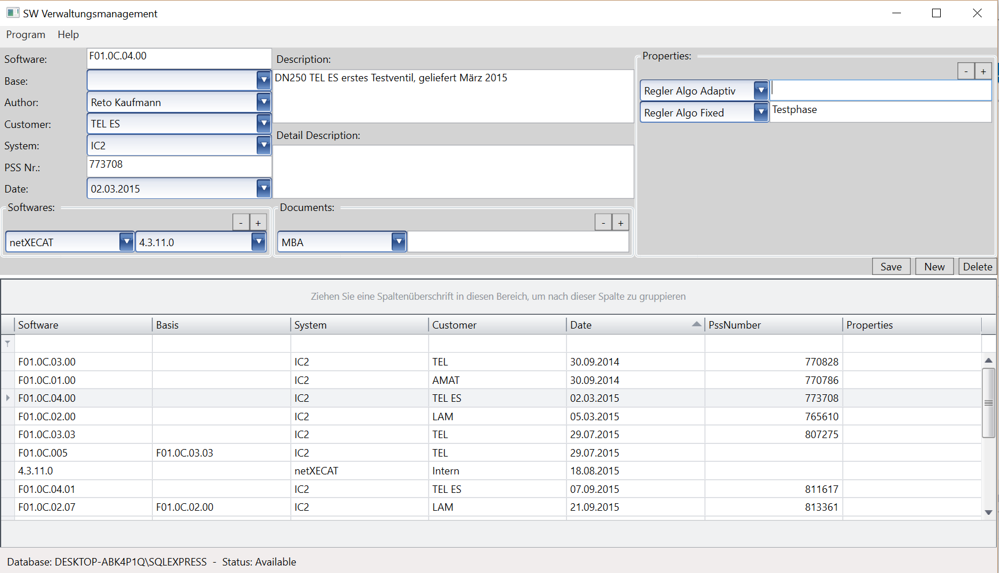 SW Verwaltungsmanagement
Program Help
Software: F01.0C.04.00
Base:
Author: Reto Kaufmann
Customer: TEL ES
System: IC2
PSS Nr.: 773708
Date: 02.03.2015
Description:
DN250 TEL ES erstes Testventil, geliefert März 2015
Detail Description:
Properties:
- +
Regler Algo Adaptiv
Regler Algo Fixed Testphase
Softwares:
- +
netXECAT 4.3.11.0
Documents:
- +
MBA
Save New Delete
Ziehen Sie eine Spaltenüberschrift in diesen Bereich, um nach dieser Spalte zu gruppieren
Software Basis System Customer Date PssNumber Properties
F01.0C.03.00 IC2 TEL 30.09.2014 770828
F01.0C.01.00 IC2 AMAT 30.09.2014 770786
F01.0C.04.00 IC2 TEL ES 02.03.2015 773708
F01.0C.02.00 IC2 LAM 05.03.2015 765610
F01.0C.03.03 IC2 TEL 29.07.2015 807275
F01.0C.005 F01.0C.03.03 IC2 TEL 29.07.2015
4.3.11.0 netXECAT Intern 18.08.2015
F01.0C.04.01 IC2 TEL ES 07.09.2015 811617
F01.0C.02.07 F01.0C.02.00 IC2 LAM 21.09.2015 813361
Database: DESKTOP-ABK4P1Q\SQLEXPRESS - Status: Available